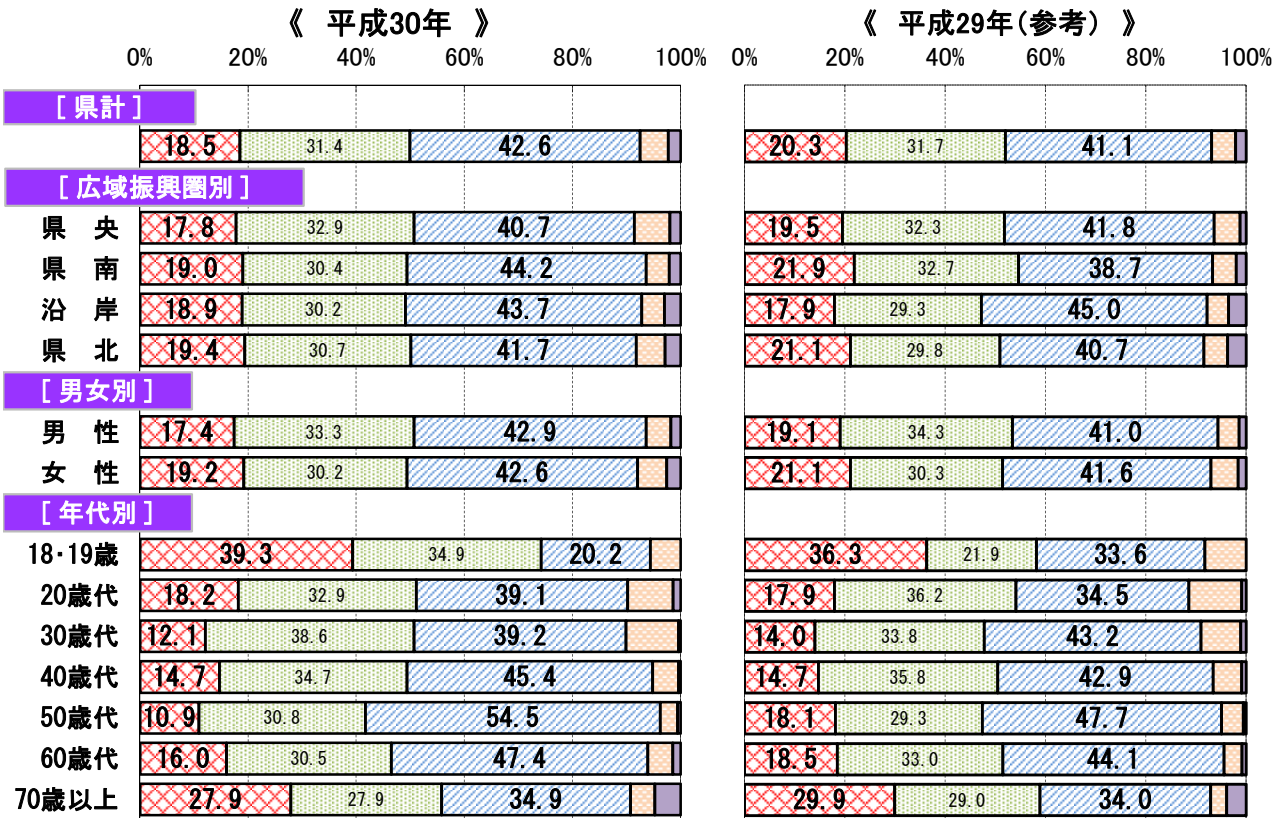 《 平成30年 》 《 平成29年（参考） 》
0% 20% 40% 60% 80% 100% 0% 20% 40% 60% 80% 100%
[ 県計 ]
18.5 31.4 42.6 20.3 31.7 41.1
[ 広域振興圏別 ]
県 央 17.8 32.9 40.7 19.5 32.3 41.8
県 南 19.0 30.4 44.2 21.9 32.7 38.7
沿 岸 18.9 30.2 43.7 17.9 29.3 45.0
県 北 19.4 30.7 41.7 21.1 29.8 40.7
[ 男女別 ]
男 性 17.4 33.3 42.9 19.1 34.3 41.0
女 性 19.2 30.2 42.6 21.1 30.3 41.6
[ 年代別 ]
18・19歳 39.3 34.9 20.2 36.3 21.9 33.6
20歳代 18.2 32.9 39.1 17.9 36.2 34.5
30歳代 12.1 38.6 39.2 14.0 33.8 43.2
40歳代 14.7 34.7 45.4 14.7 35.8 42.9
50歳代 10.9 30.8 54.5 18.1 29.3 47.7
60歳代 16.0 30.5 47.4 18.5 33.0 44.1
70歳以上 27.9 27.9 34.9 29.9 29.0 34.0